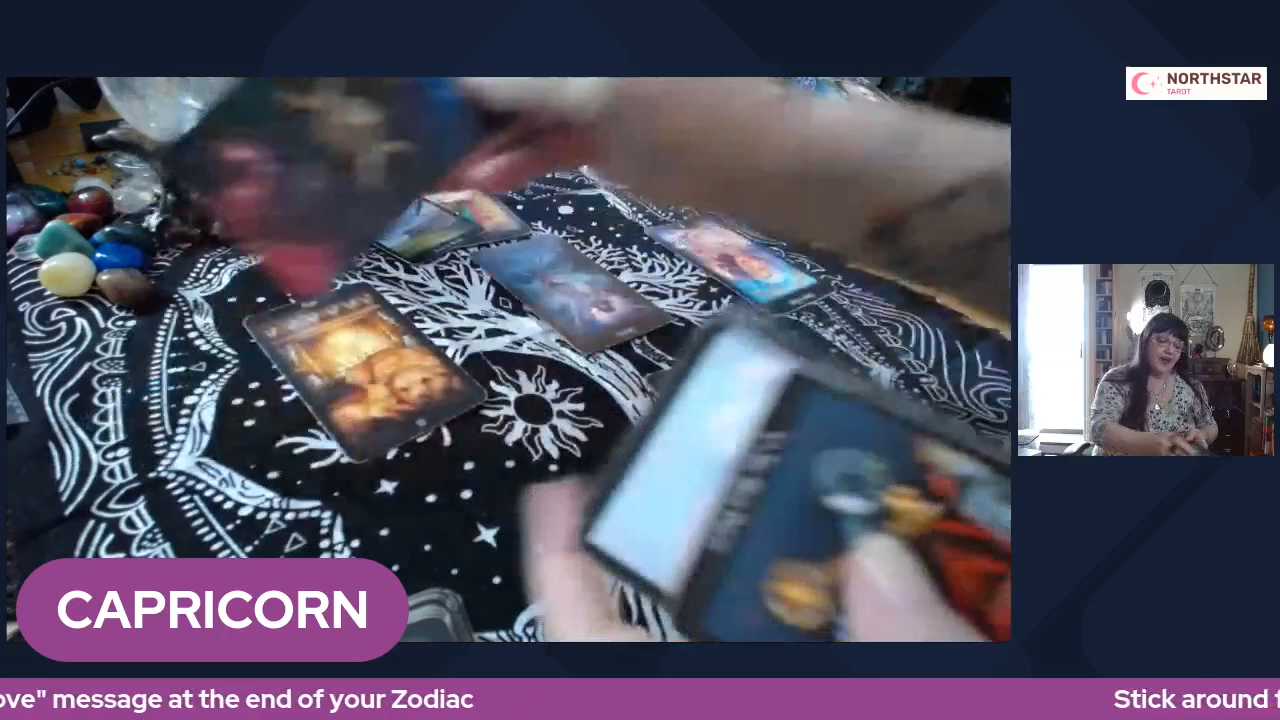 NORTHSTAR
TAROT
CAPRICORN
ove" message at the end of your Zodiac
Stick around